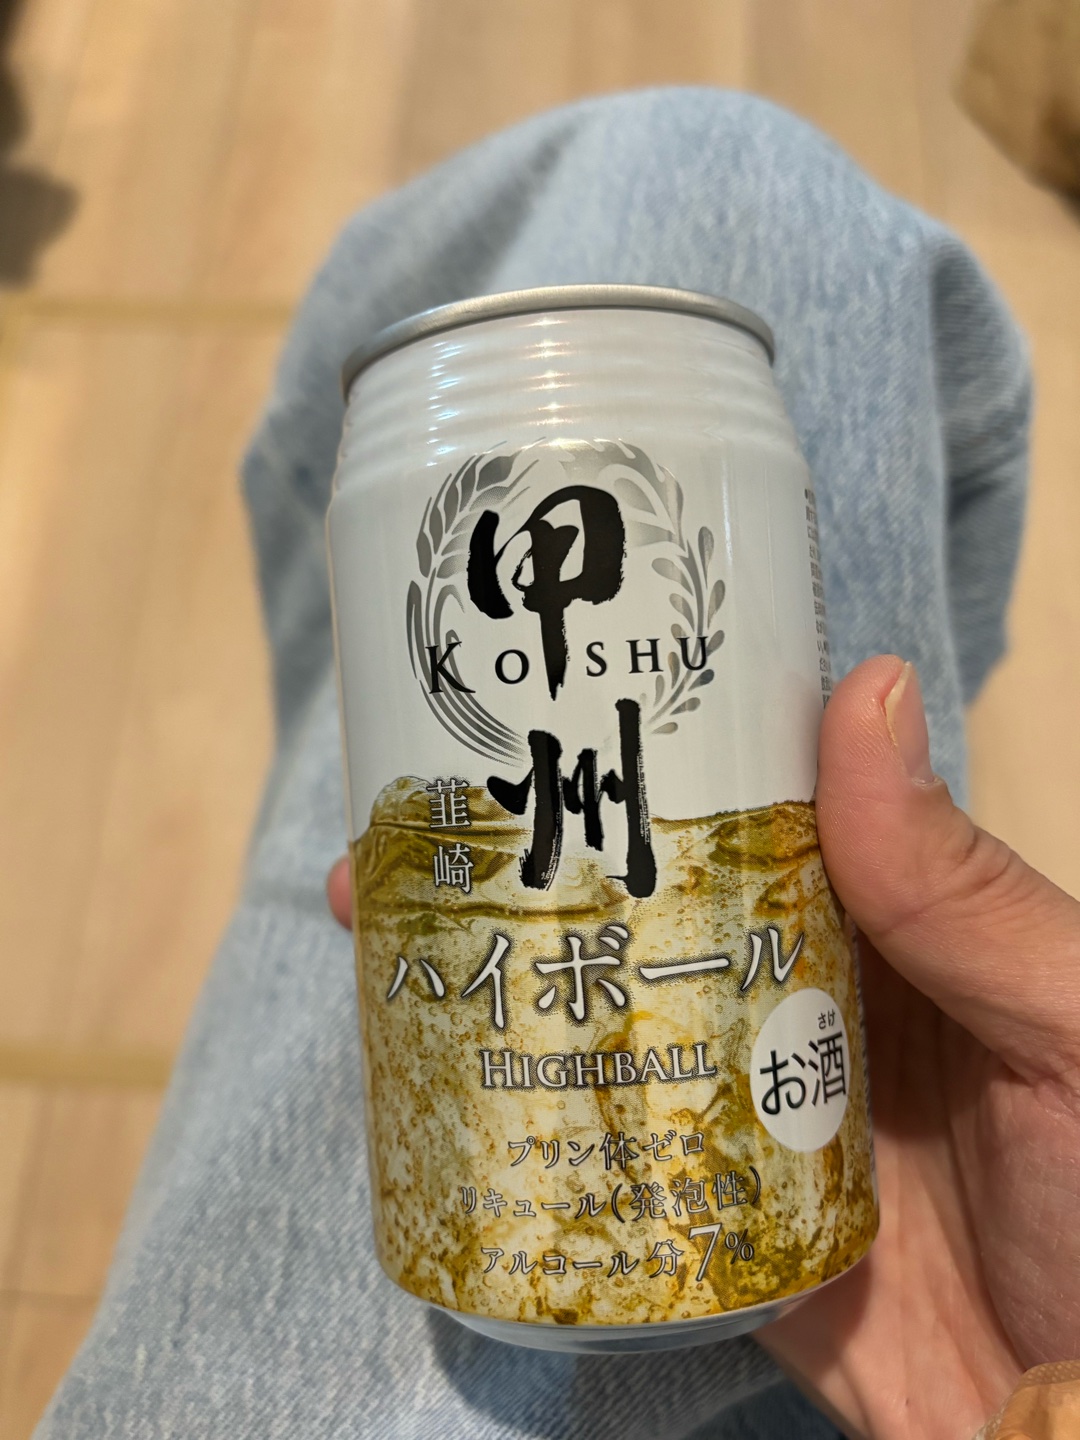 甲州
KOSHU
韮崎
ハイボール
HIGHBALL
さけ
お酒
プリン体ゼロ
リキュール(発泡性)
アルコール分7%